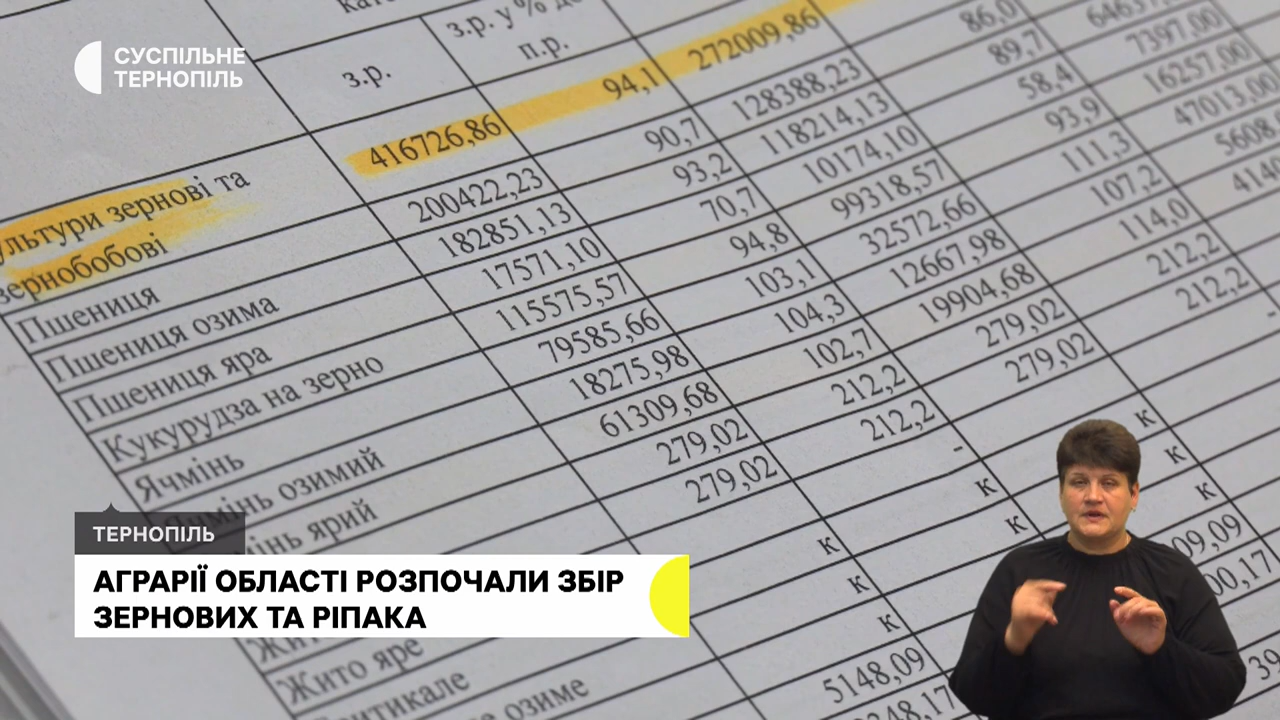 СУСПІЛЬНЕ
ТЕРНОПІЛЬ
з.р.
з.р. у % до
п.р.
зернові та 416726,86 94,1 272009,86 86,0
зернобобові
Пшениця 200422,23 90,7 128388,23 89,7 7397,00
Пшениця озима 182851,13 93,2 118214,13 58,4 16257,00
Пшениця яра 17571,10 70,7 10174,10 93,9 47013,00
Кукурудза на зерно 115575,57 94,8 99318,57 111,3
Ячмінь 79585,66 103,1 32572,66 107,2
озимий 18275,98 104,3 12667,98 114,0
ярий 61309,68 102,7 19904,68 212,2
279,02 212,2 279,02 212,2
279,02 212,2 279,02 -
- к
к к
к к
к
к
Жито яре к
5148,09
озиме
ТЕРНОПІЛЬ
АГРАРІЇ ОБЛАСТІ РОЗПОЧАЛИ ЗБІР
ЗЕРНОВИХ ТА РІПАКА